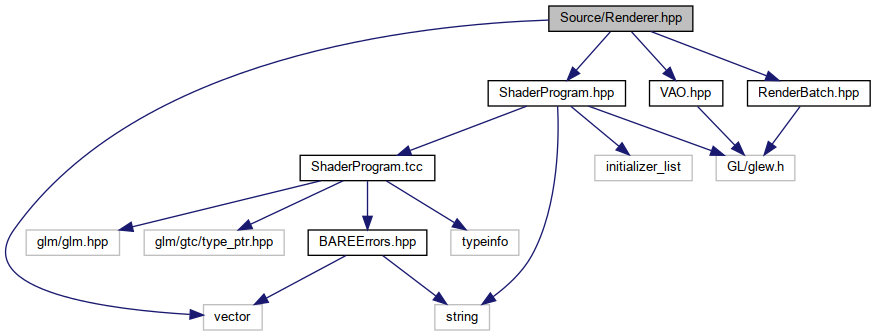 Source/Renderer.hpp
ShaderProgram.hpp
VAO.hpp
RenderBatch.hpp
ShaderProgram.tcc
initializer_list
GL/glew.h
glm/glm.hpp
glm/gtc/type_ptr.hpp
BAREErrors.hpp
typeinfo
vector
string